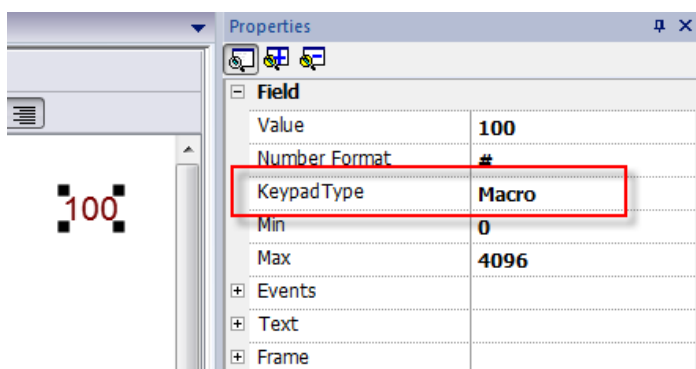 Properties
Field
Value 100
Number Format #
KeypadType Macro
Min 0
Max 4096
Events
Text
Frame
100